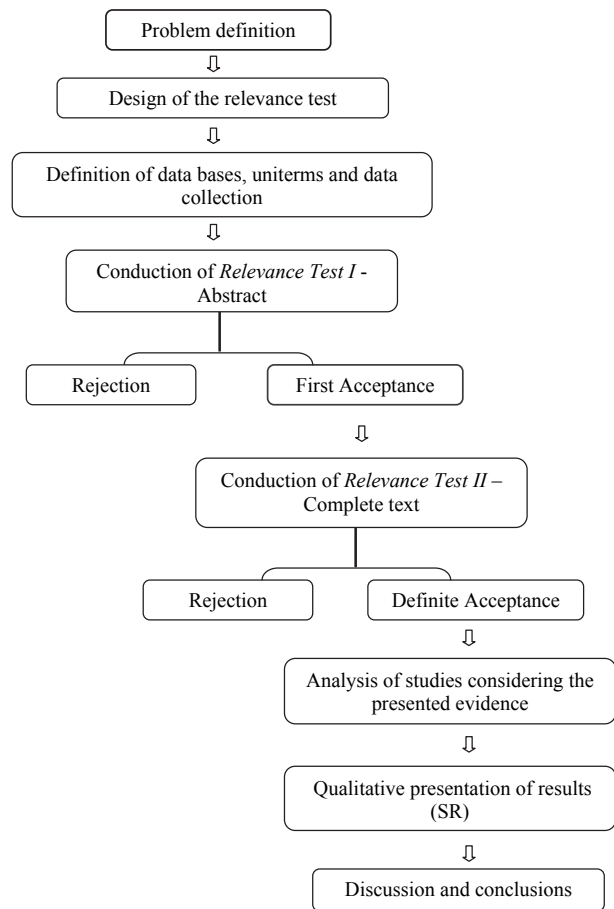 Problem definition
Design of the relevance test
Definition of data bases, uniterms and data
collection
Conduction of Relevance Test I -
Abstract
Rejection
First Acceptance
Conduction of Relevance Test II –
Complete text
Rejection
Definite Acceptance
Analysis of studies considering the
presented evidence
Qualitative presentation of results
(SR)
Discussion and conclusions